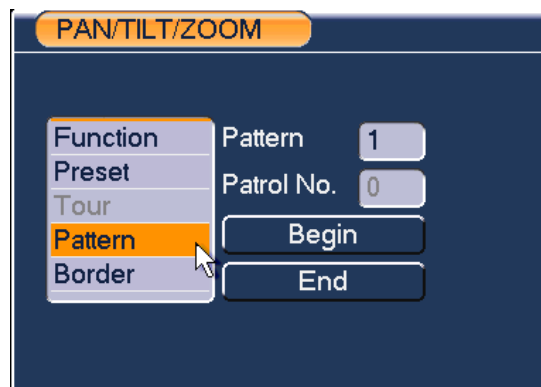 PAN/TILT/ZOOM
Function
Preset
Tour
Pattern
Border
Pattern 1
Patrol No. 0
Begin
End